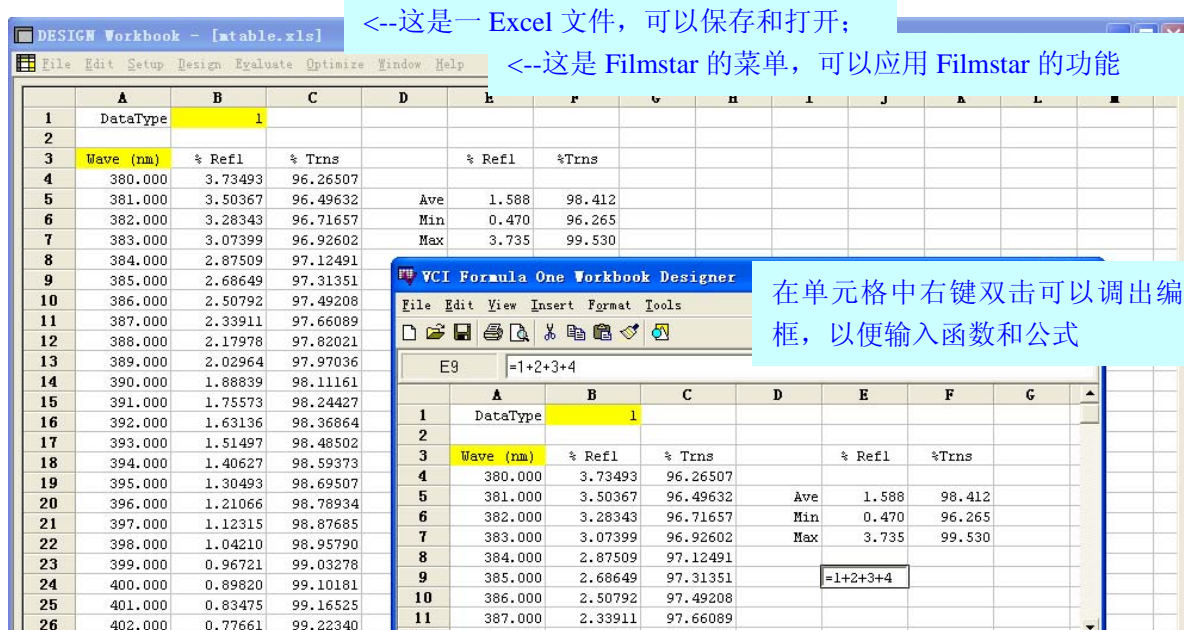 <--这是一 Excel 文件，可以保存和打开；
DESIGN Workbook - [mtable.xls]
<--这是 Filmstar 的菜单，可以应用 Filmstar 的功能
File Edit Setup Design Evaluate Optimize Window Help
A B C D E F G H I J K L M
1 DataType 1
2
3 Wave (nm) % Refl % Trns % Refl %Trns
4 380.000 3.73493 96.26507
5 381.000 3.50367 96.49632 Ave 1.588 98.412
6 382.000 3.28343 96.71657 Min 0.470 96.265
7 383.000 3.07399 96.92602 Max 3.735 99.530
8 384.000 2.87509 97.12491
9 385.000 2.68649 97.31351
10 386.000 2.50792 97.49208
11 387.000 2.33911 97.66089
12 388.000 2.17978 97.82021
13 389.000 2.02964 97.97036
14 390.000 1.88839 98.11161
15 391.000 1.75573 98.24427
16 392.000 1.63136 98.36864
17 393.000 1.51497 98.48502
18 394.000 1.40627 98.59373
19 395.000 1.30493 98.69507
20 396.000 1.21066 98.78934
21 397.000 1.12315 98.87685
22 398.000 1.04210 98.95790
23 399.000 0.96721 99.03278
24 400.000 0.89820 99.10181
25 401.000 0.83475 99.16525
26 402.000 0.77661 99.22340
VCI Formula One Workbook Designer
在单元格中右键双击可以调出编
框，以便输入函数和公式
File Edit View Insert Format Tools
E9 =1+2+3+4
A B C D E F G
1 DataType 1
2
3 Wave (nm) % Refl % Trns % Refl %Trns
4 380.000 3.73493 96.26507
5 381.000 3.50367 96.49632 Ave 1.588 98.412
6 382.000 3.28343 96.71657 Min 0.470 96.265
7 383.000 3.07399 96.92602 Max 3.735 99.530
8 384.000 2.87509 97.12491
9 385.000 2.68649 97.31351 =1+2+3+4
10 386.000 2.50792 97.49208
11 387.000 2.33911 97.66089